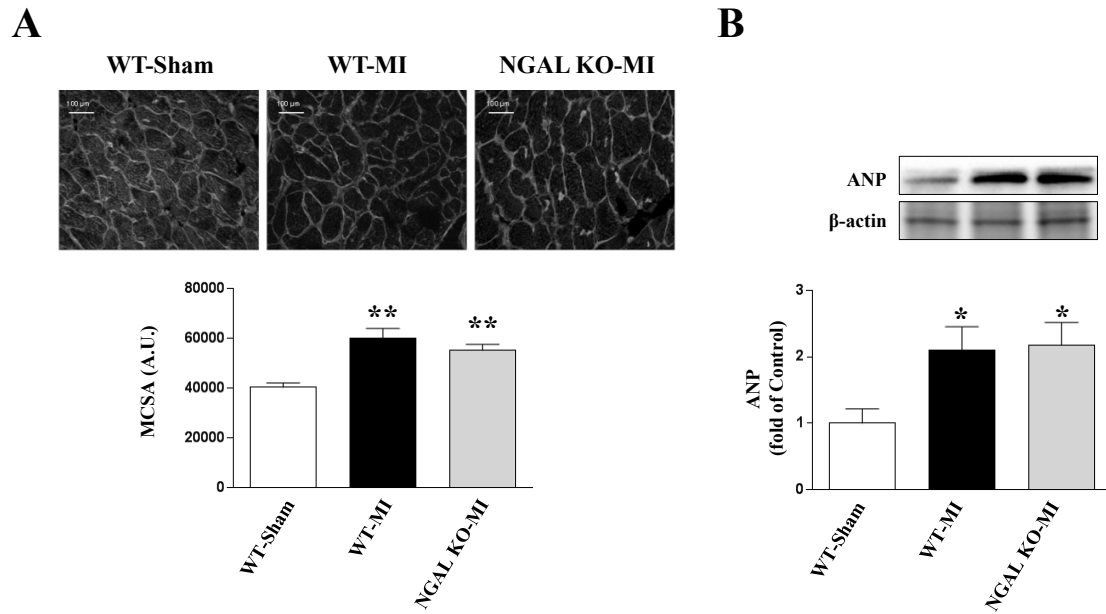 A
B
WT-Sham
WT-MI
NGAL KO-MI
100 µm
100 µm
100 µm
ANP
β-actin
80000
60000
40000
20000
0
MCSA (A.U.)
**
**
WT-Sham
WT-MI
NGAL KO-MI
3
2
1
0
ANP
(fold of Control)
*
*
WT-Sham
WT-MI
NGAL KO-MI